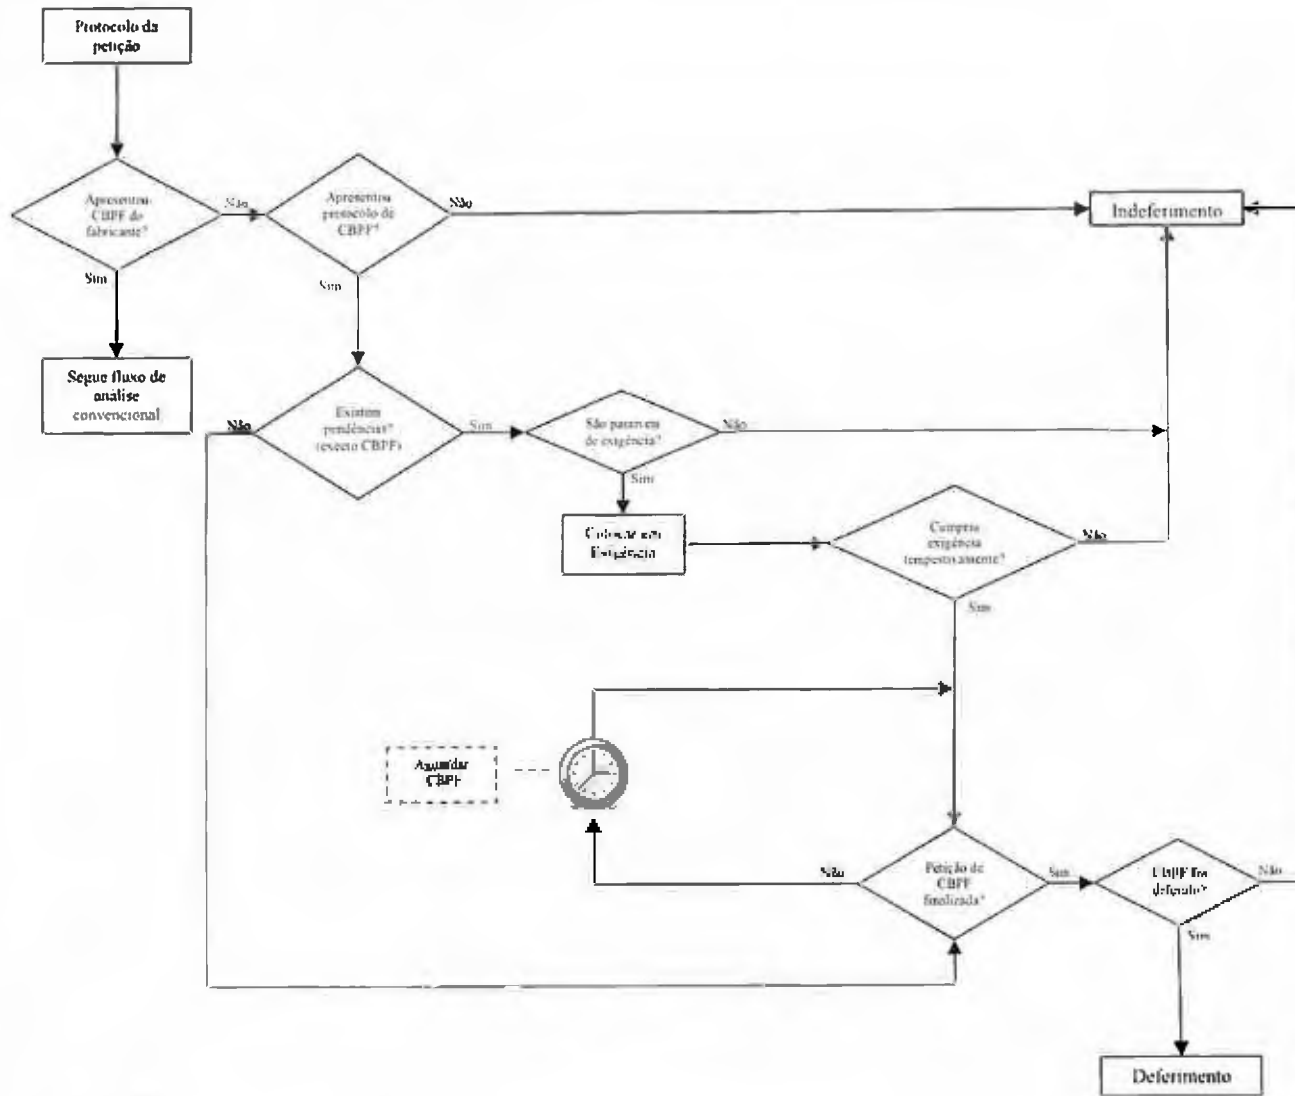 Protocolo da
petição
Apresentou
CBPF do
fabricante?
Não
Apresentou
protocolo de
CBPF?
Não
Indeferimento
Sim
Sim
Segue fluxo de
análise
convencional
Não
Existem
pendências?
(exceto CBPF)
Sim
São passíveis
de exigência?
Não
Sim
Colocar em
Exigência
Cumpriu
exigência
tempestivamente?
Não
Sim
Aguardar
CBPF
Não
Petição de
CBPF
finalizada?
Sim
CBPF foi
deferido?
Não
Sim
Deferimento